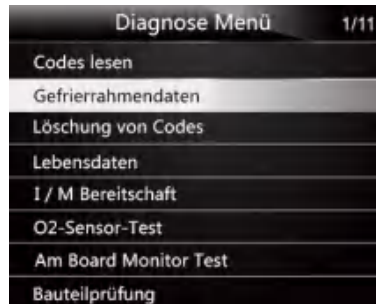 Diagnose Menü 1/11
Codes lesen
Gefrierrahmendaten
Löschung von Codes
Lebensdaten
I / M Bereitschaft
O2-Sensor-Test
Am Board Monitor Test
Bauteilprüfung